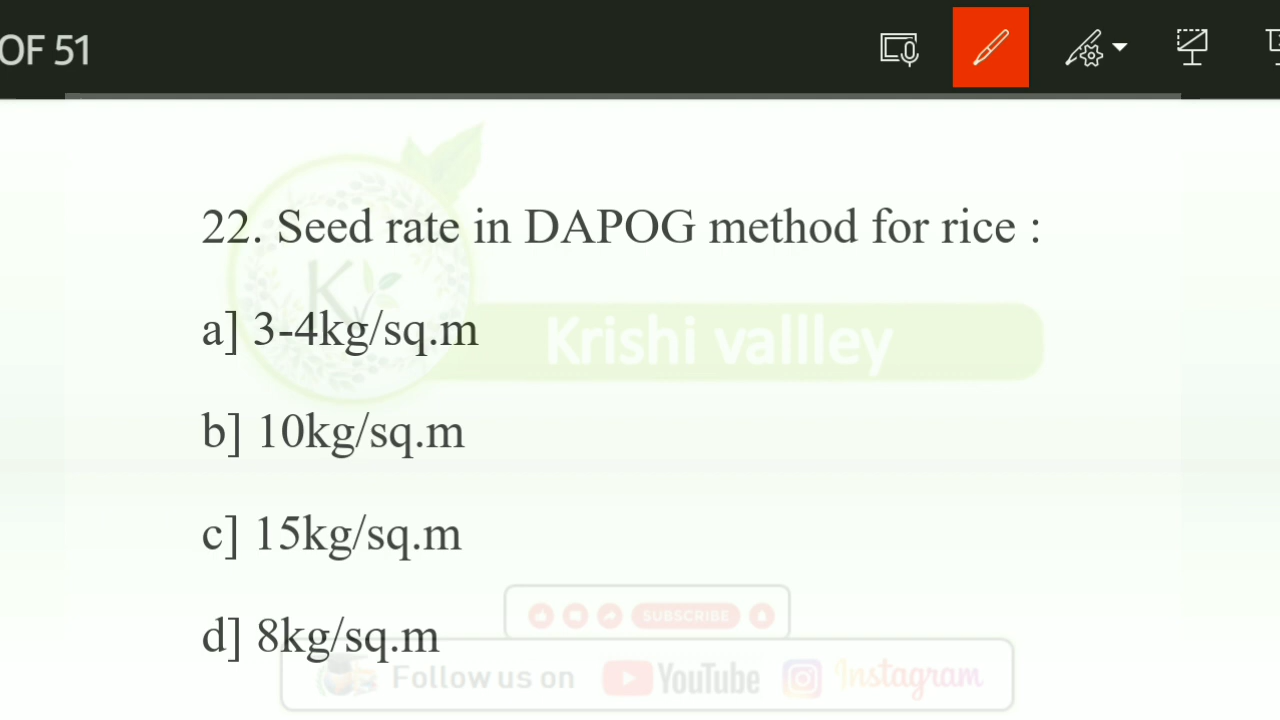 OF 51
22. Seed rate in DAPOG method for rice :
Kv
a] 3-4kg/sq.m
Krishi vallley
b] 10kg/sq.m
c] 15kg/sq.m
SUBSCRIBE
d] 8kg/sq.m
Follow us on YouTube Instagram